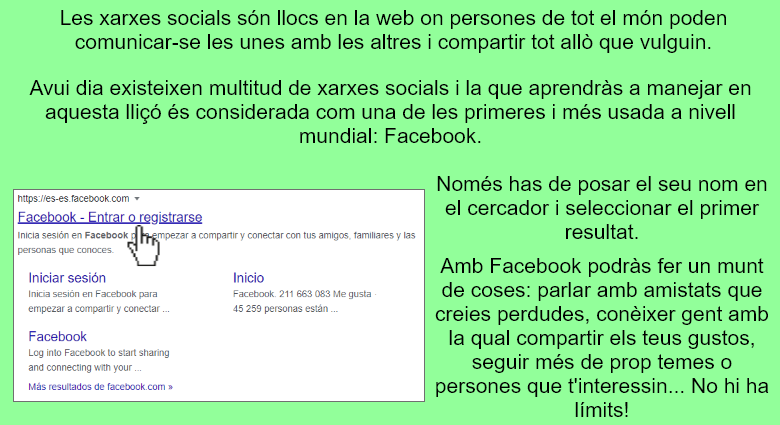 Les xarxes socials són llocs en la web on persones de tot el món poden
comunicar-se les unes amb les altres i compartir tot allò que vulguin.
Avui dia existeixen multitud de xarxes socials i la que aprendràs a manejar en
aquesta lliçó és considerada com una de les primeres i més usada a nivell
mundial: Facebook.
https://es-es.facebook.com
Facebook - Entrar o registrarse
Inicia sesión en Facebook empezar a compartir y conectar con tus amigos, familiares y las
personas que conoces.
Iniciar sesión
Inicia sesión en Facebook para
empezar a compartir y conectar ...
Inicio
Facebook. 211 663 083 Me gusta ·
45 259 personas están ...
Facebook
Log into Facebook to start sharing
and connecting with your ...
Más resultados de facebook.com »
Només has de posar el seu nom en
el cercador i seleccionar el primer
resultat.
Amb Facebook podràs fer un munt
de coses: parlar amb amistats que
creies perdudes, conèixer gent amb
la qual compartir els teus gustos,
seguir més de prop temes o
persones que t'interessin... No hi ha
límits!